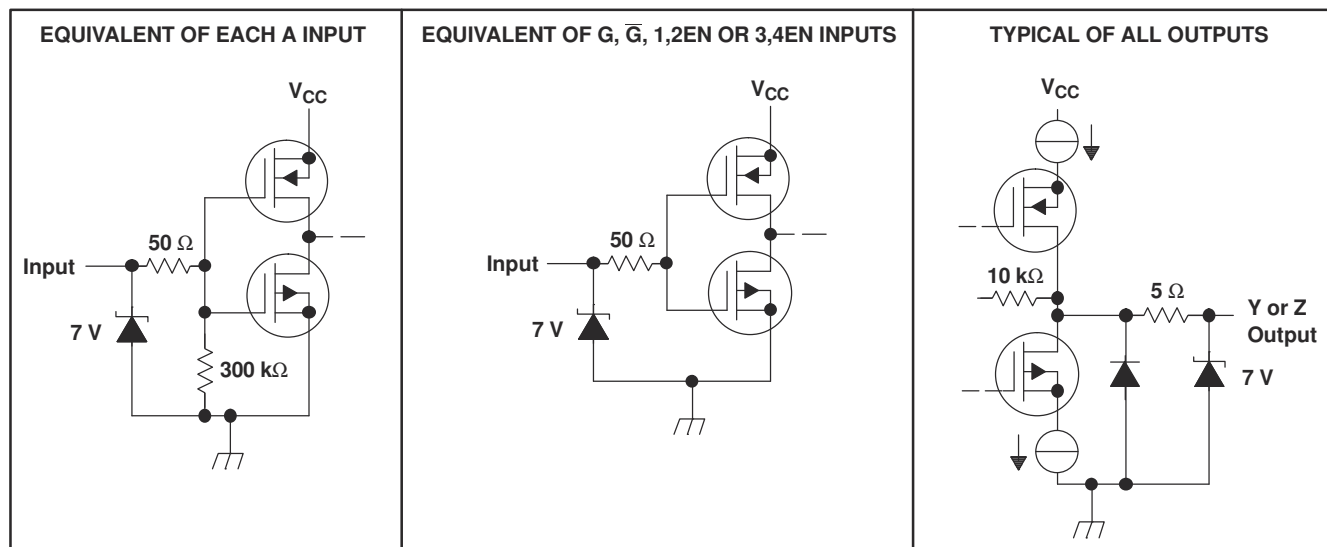 EQUIVALENT OF EACH A INPUT
VCC
50 Ω
Input
7 V
300 kΩ
EQUIVALENT OF G, G̅, 1,2EN OR 3,4EN INPUTS
VCC
50 Ω
Input
7 V
TYPICAL OF ALL OUTPUTS
VCC
10 kΩ
5 Ω
Y or Z
Output
7 V